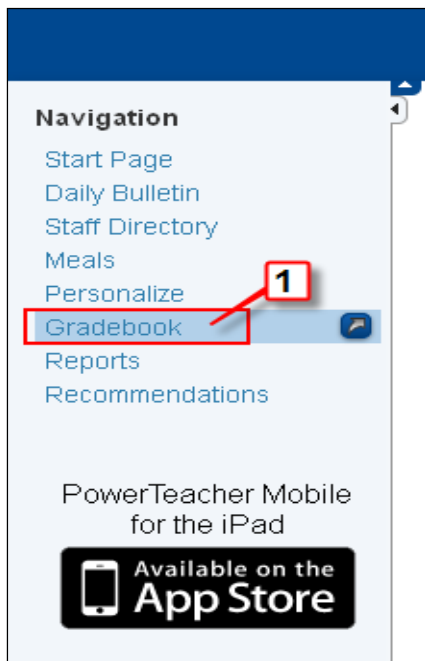 Navigation
Start Page
Daily Bulletin
Staff Directory
Meals
1
Personalize
Gradebook
Reports
Recommendations
PowerTeacher Mobile
for the iPad
Available on the
App Store